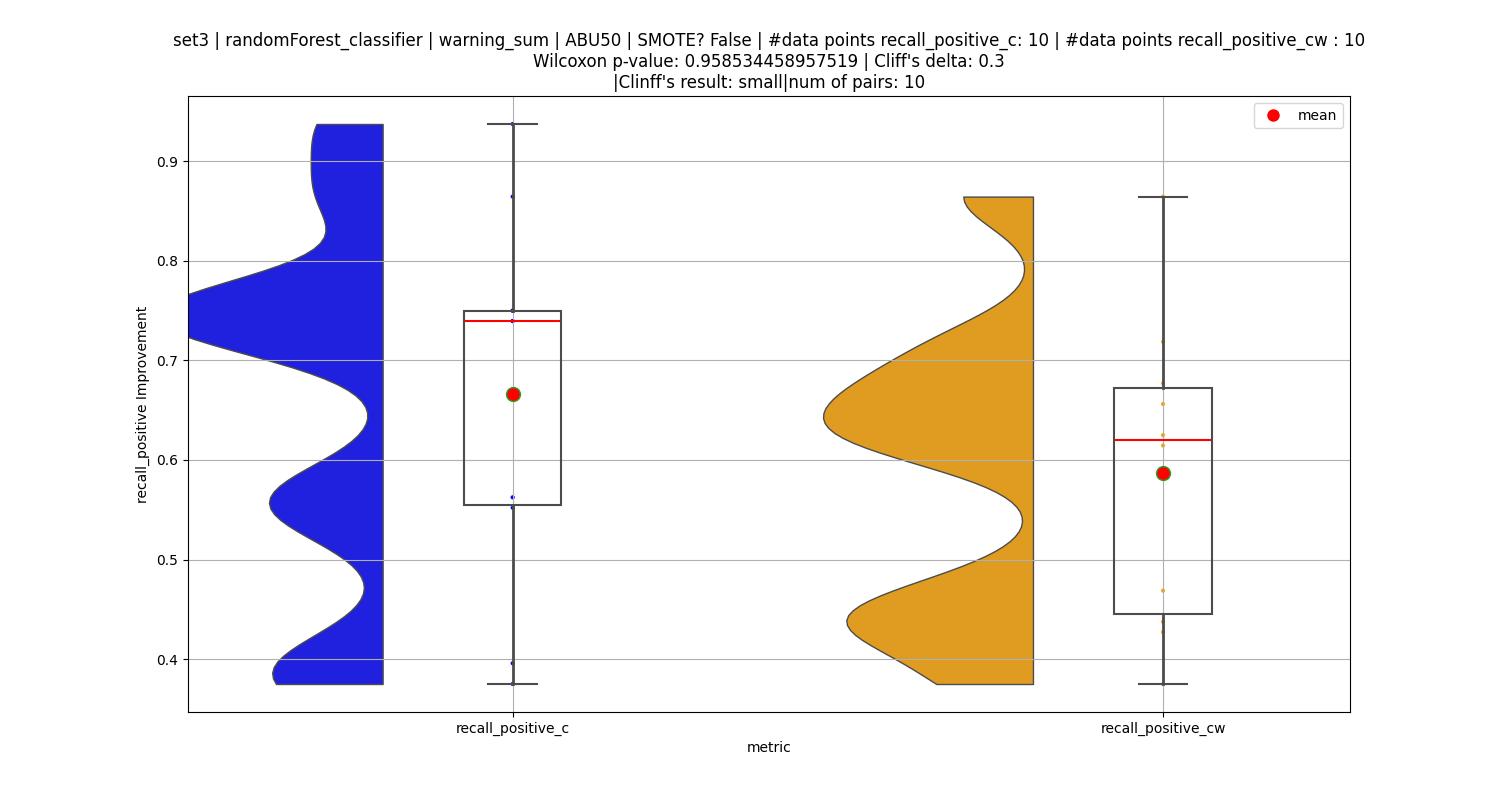 set3 | randomForest_classifier | warning_sum | ABU50 | SMOTE? False | #data points recall_positive_c: 10 | #data points recall_positive_cw : 10
Wilcoxon p-value: 0.958534458957519 | Cliff's delta: 0.3
|Clinff's result: small|num of pairs: 10
mean
0.9
0.8
0.7
0.6
0.5
0.4
recall_positive Improvement
recall_positive_c
recall_positive_cw
metric